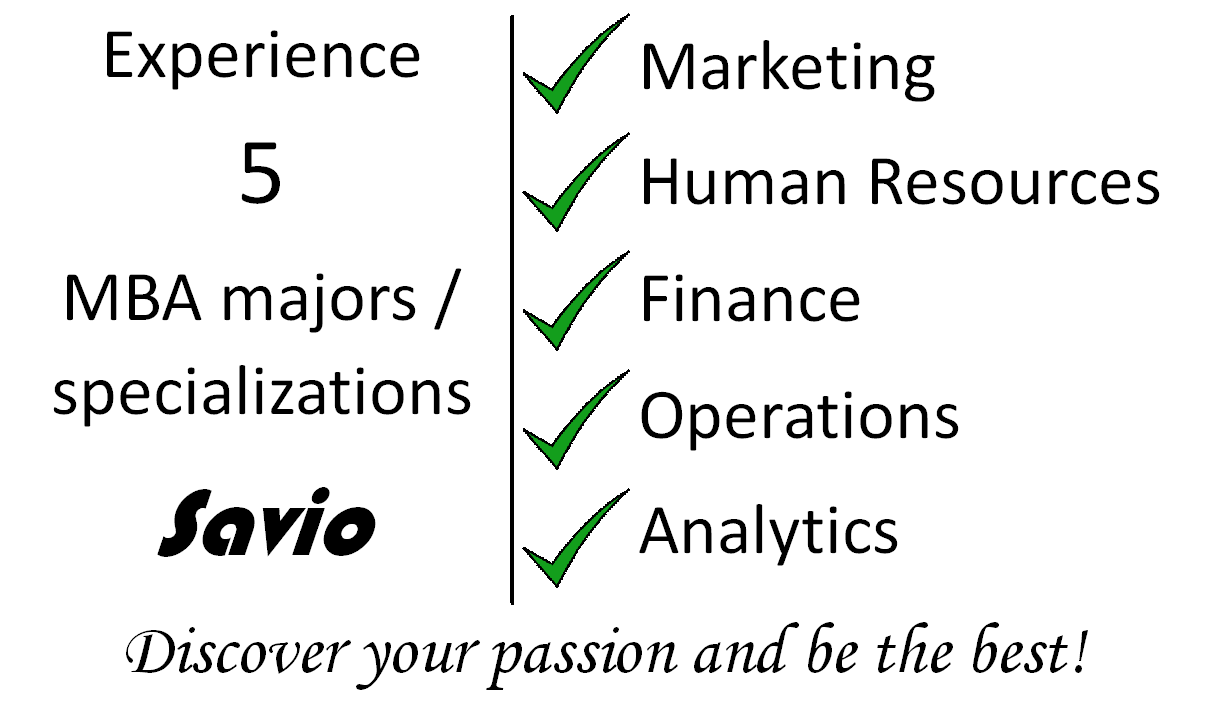 Experience
5
MBA majors /
specializations
Savio
Marketing
Human Resources
Finance
Operations
Analytics
Discover your passion and be the best!